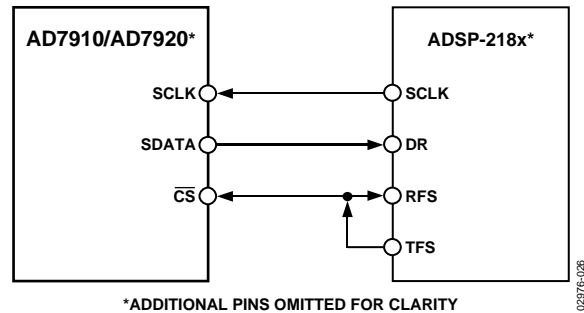 AD7910/AD7920*
ADSP-218x*
SCLK
SCLK
SDATA
DR
CS
RFS
TFS
*ADDITIONAL PINS OMITTED FOR CLARITY
02976-026